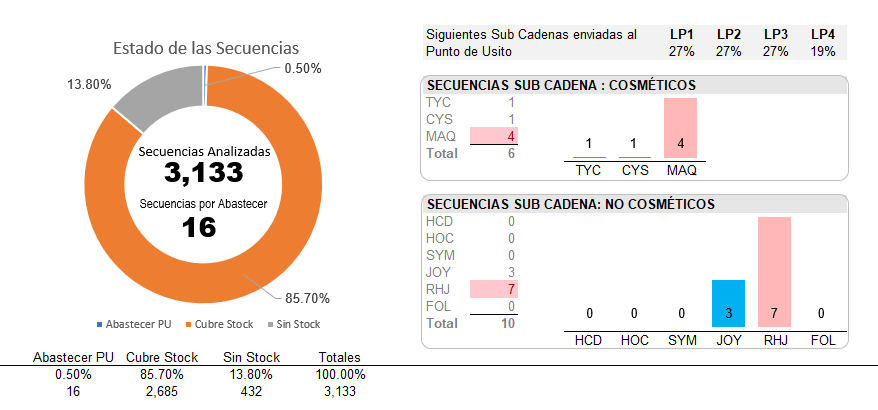 Estado de las Secuencias
0.50%
13.80%
Secuencias Analizadas
3,133
Secuencias por Abastecer
16
85.70%
Abastecer PU Cubre Stock Sin Stock
Abastecer PU Cubre Stock Sin Stock Totales
0.50% 85.70% 13.80% 100.00%
16 2,685 432 3,133
Siguientes Sub Cadenas enviadas al LP1 LP2 LP3 LP4
Punto de Usito 27% 27% 27% 19%
SECUENCIAS SUB CADENA : COSMÉTICOS
TYC 1
CYS 1
MAQ 4
Total 6
1 1 4
TYC CYS MAQ
SECUENCIAS SUB CADENA: NO COSMÉTICOS
HCD 0
HOC 0
SYM 0
JOY 3
RHJ 7
FOL 0
Total 10
0 0 0 3 7 0
HCD HOC SYM JOY RHJ FOL